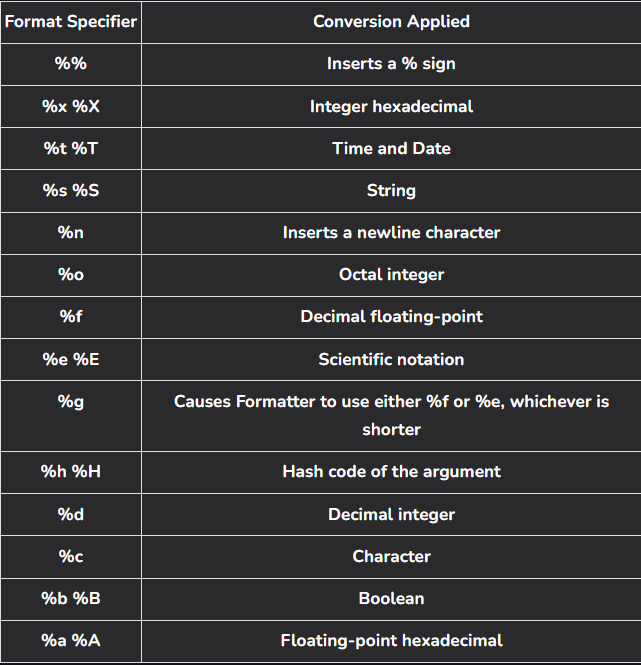 Format Specifier Conversion Applied
%% Inserts a % sign
%x %X Integer hexadecimal
%t %T Time and Date
%s %S String
%n Inserts a newline character
%o Octal integer
%f Decimal floating-point
%e %E Scientific notation
%g Causes Formatter to use either %f or %e, whichever is
shorter
%h %H Hash code of the argument
%d Decimal integer
%c Character
%b %B Boolean
%a %A Floating-point hexadecimal